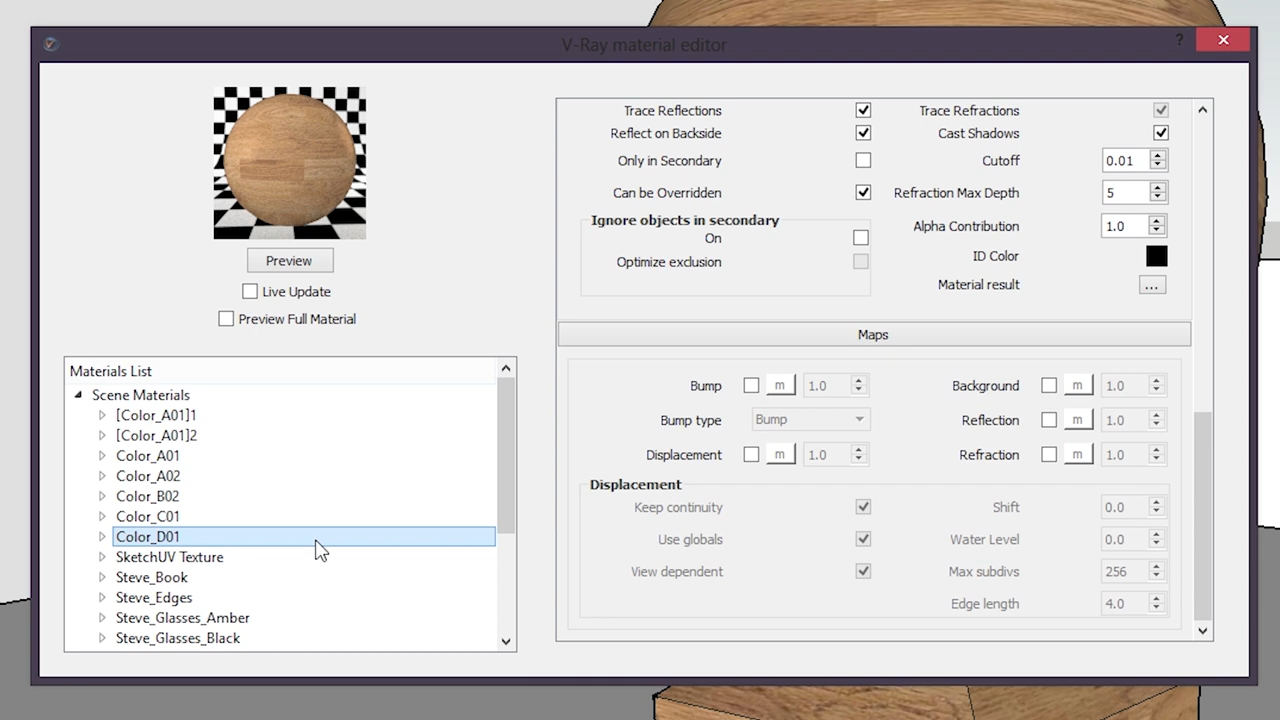 V-Ray material editor
?
Preview
Live Update
Preview Full Material
Materials List
Scene Materials
[Color_A01]1
[Color_A01]2
Color_A01
Color_A02
Color_B02
Color_C01
Color_D01
SketchUV Texture
Steve_Book
Steve_Edges
Steve_Glasses_Amber
Steve_Glasses_Black
Trace Reflections Trace Refractions
Reflect on Backside Cast Shadows
Only in Secondary Cutoff 0.01
Can be Overridden Refraction Max Depth 5
Ignore objects in secondary Alpha Contribution 1.0
On
ID Color
Optimize exclusion
Material result ...
Maps
Bump m 1.0 Background m 1.0
Bump type Bump Reflection m 1.0
Displacement m 1.0 Refraction m 1.0
Displacement
Keep continuity Shift 0.0
Use globals Water Level 0.0
View dependent Max subdivs 256
Edge length 4.0